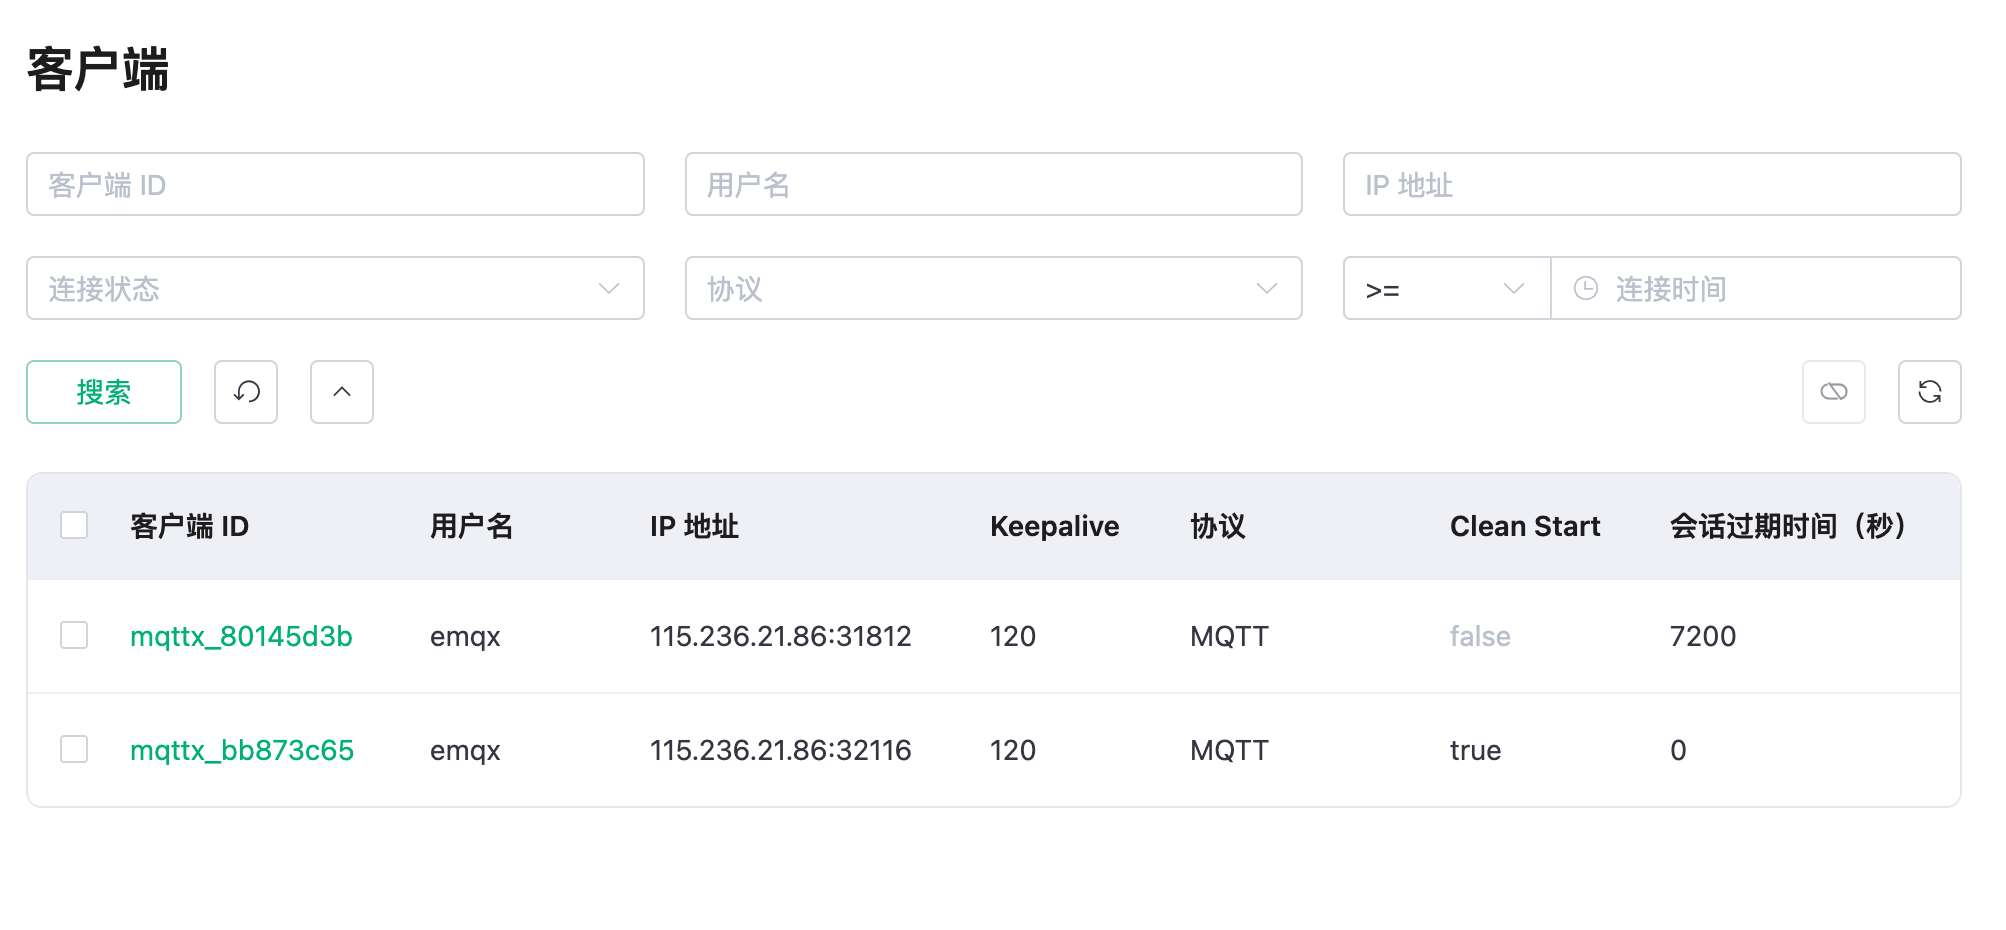 客户端
客户端 ID
用户名
IP 地址
连接状态
协议
>=
连接时间
搜索
客户端 ID 用户名 IP 地址 Keepalive 协议 Clean Start 会话过期时间（秒）
mqttx_80145d3b emqx 115.236.21.86:31812 120 MQTT false 7200
mqttx_bb873c65 emqx 115.236.21.86:32116 120 MQTT true 0